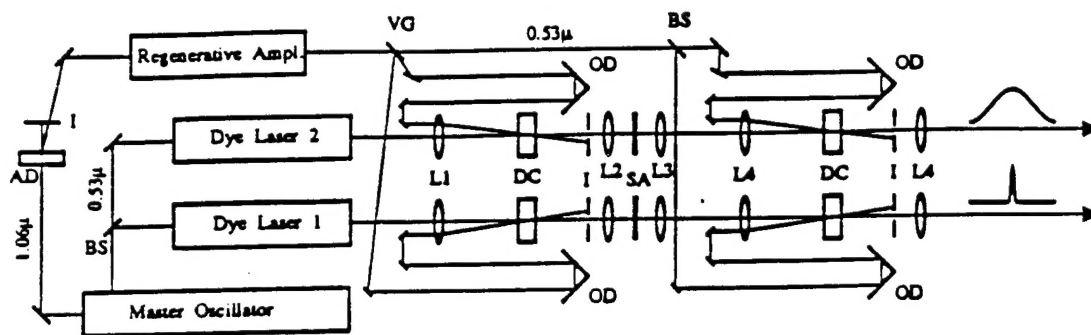 VG
BS
0.53μ
Regenerative Ampl
OD
OD
I
Dye Laser 2
AD
0.53μ
L1
DC
I
L2
SA
L3
L4
DC
I
L4
1.06μ
BS
Dye Laser 1
OD
OD
Master Oscillator